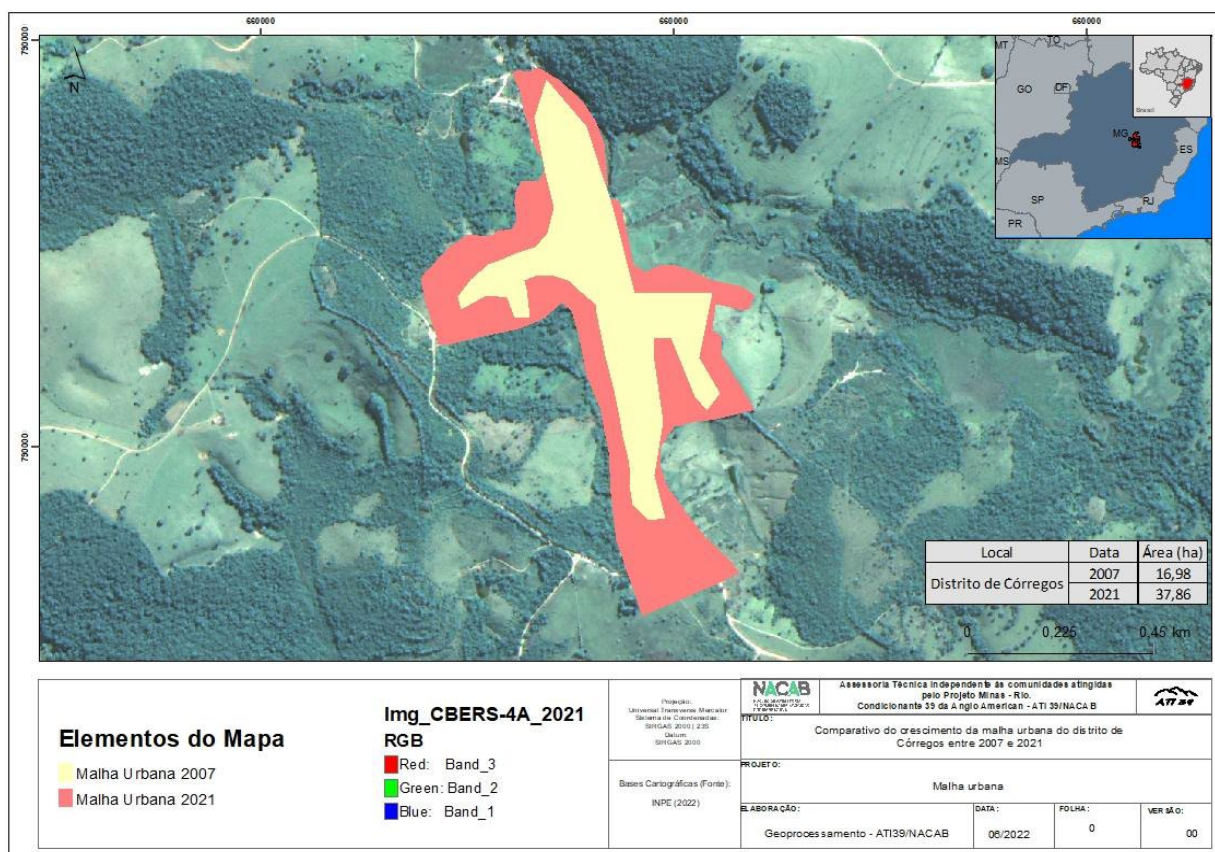 660000 660000 660000
790000
790000
N
MT TO
GO DF
MG
MS ES
SP RJ
PR
Brasil
Local Data Área (ha)
Distrito de Córregos 2007 16,98
2021 37,86
0 0,225 0,45 km
Elementos do Mapa
Malha Urbana 2007
Malha Urbana 2021
Img_CBERS-4A_2021
RGB
Red: Band_3
Green: Band_2
Blue: Band_1
Projeção:
Universal Transverse Mercator
Sistema de Coordenadas:
SIRGAS 2000 | 23S
Datum:
SIRGAS 2000
Bases Cartográficas (Fonte):
INPE (2022)
NACAB
Assessoria Técnica Independente às comunidades atingidas
pelo Projeto Minas - Rio.
Condicionante 39 da Anglo American - ATI 39/NACAB
ATI 39
TÍTULO:
Comparativo do crescimento da malha urbana do distrito de
Córregos entre 2007 e 2021
PROJETO:
Malha urbana
ELABORAÇÃO:
Geoprocessamento - ATI39/NACAB
DATA:
06/2022
FOLHA:
0
VERSÃO:
00